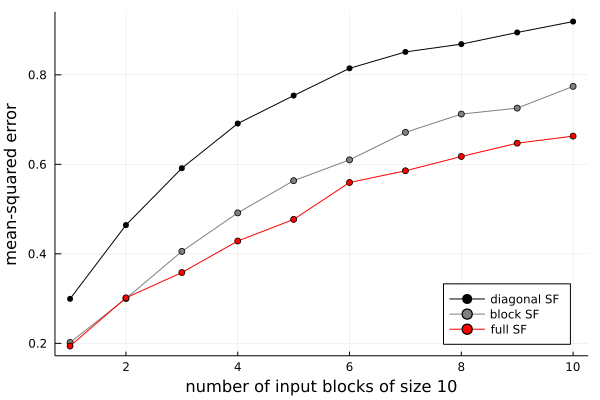 mean-squared error
0.8
0.6
0.4
0.2
2
4
6
8
10
number of input blocks of size 10
diagonal SF
block SF
full SF